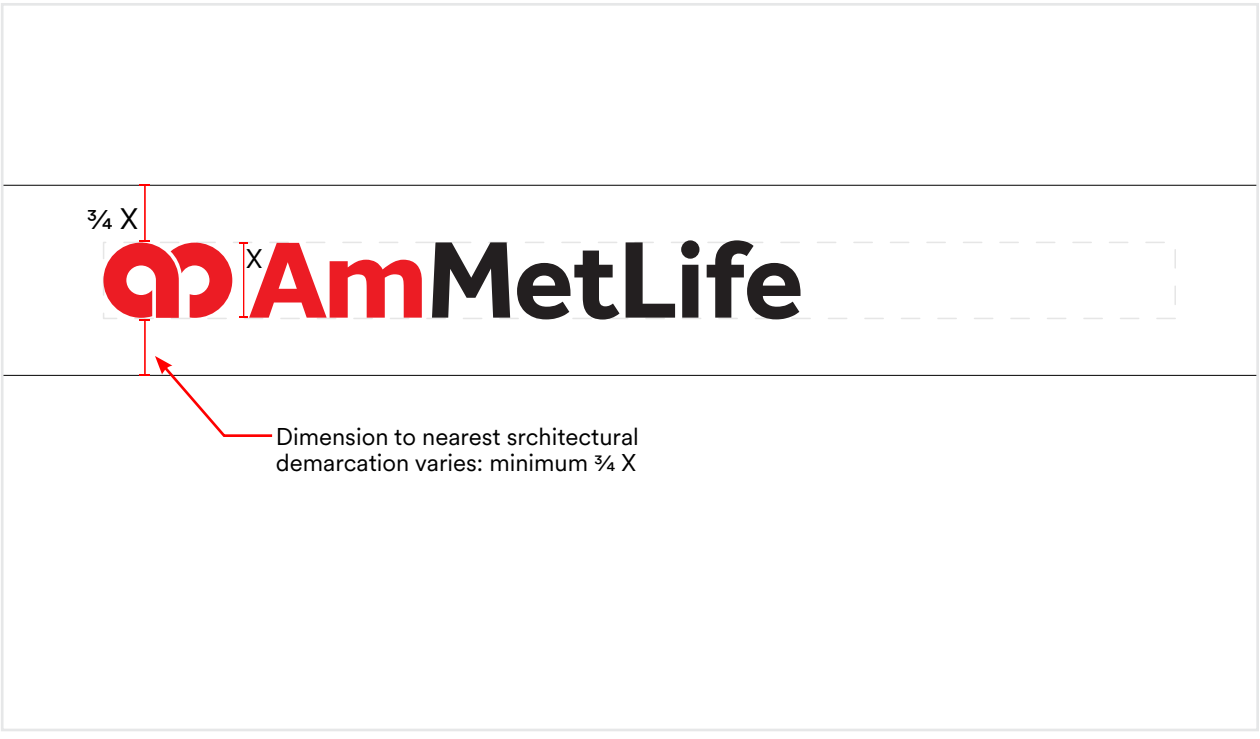 ¾ X
X
AmMetLife
Dimension to nearest srchitectural
demarcation varies: minimum ¾ X